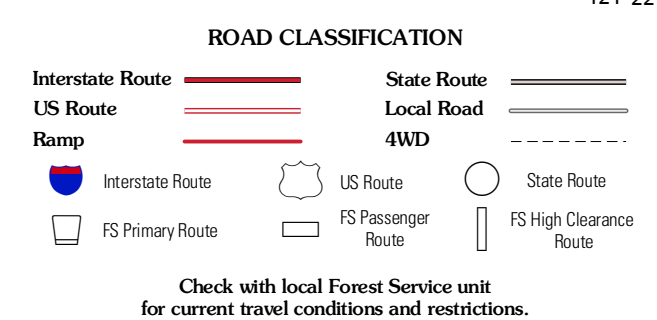 ROAD CLASSIFICATION
Interstate Route
State Route
US Route
Local Road
Ramp
4WD
Interstate Route
US Route
State Route
FS Primary Route
FS Passenger
Route
FS High Clearance
Route
Check with local Forest Service unit
for current travel conditions and restrictions.